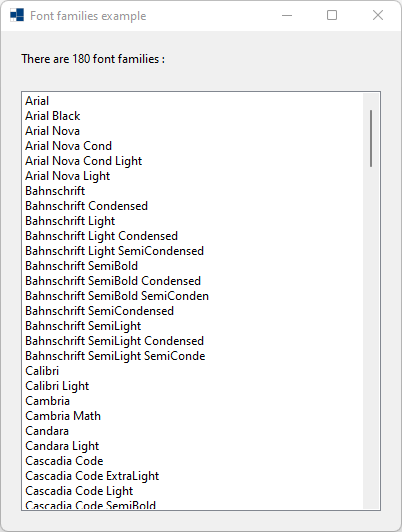 Font families example
There are 180 font families :
Arial
Arial Black
Arial Nova
Arial Nova Cond
Arial Nova Cond Light
Arial Nova Light
Bahnschrift
Bahnschrift Condensed
Bahnschrift Light
Bahnschrift Light Condensed
Bahnschrift Light SemiCondensed
Bahnschrift SemiBold
Bahnschrift SemiBold Condensed
Bahnschrift SemiBold SemiConden
Bahnschrift SemiCondensed
Bahnschrift SemiLight
Bahnschrift SemiLight Condensed
Bahnschrift SemiLight SemiConde
Calibri
Calibri Light
Cambria
Cambria Math
Candara
Candara Light
Cascadia Code
Cascadia Code ExtraLight
Cascadia Code Light
Cascadia Code SemiBold